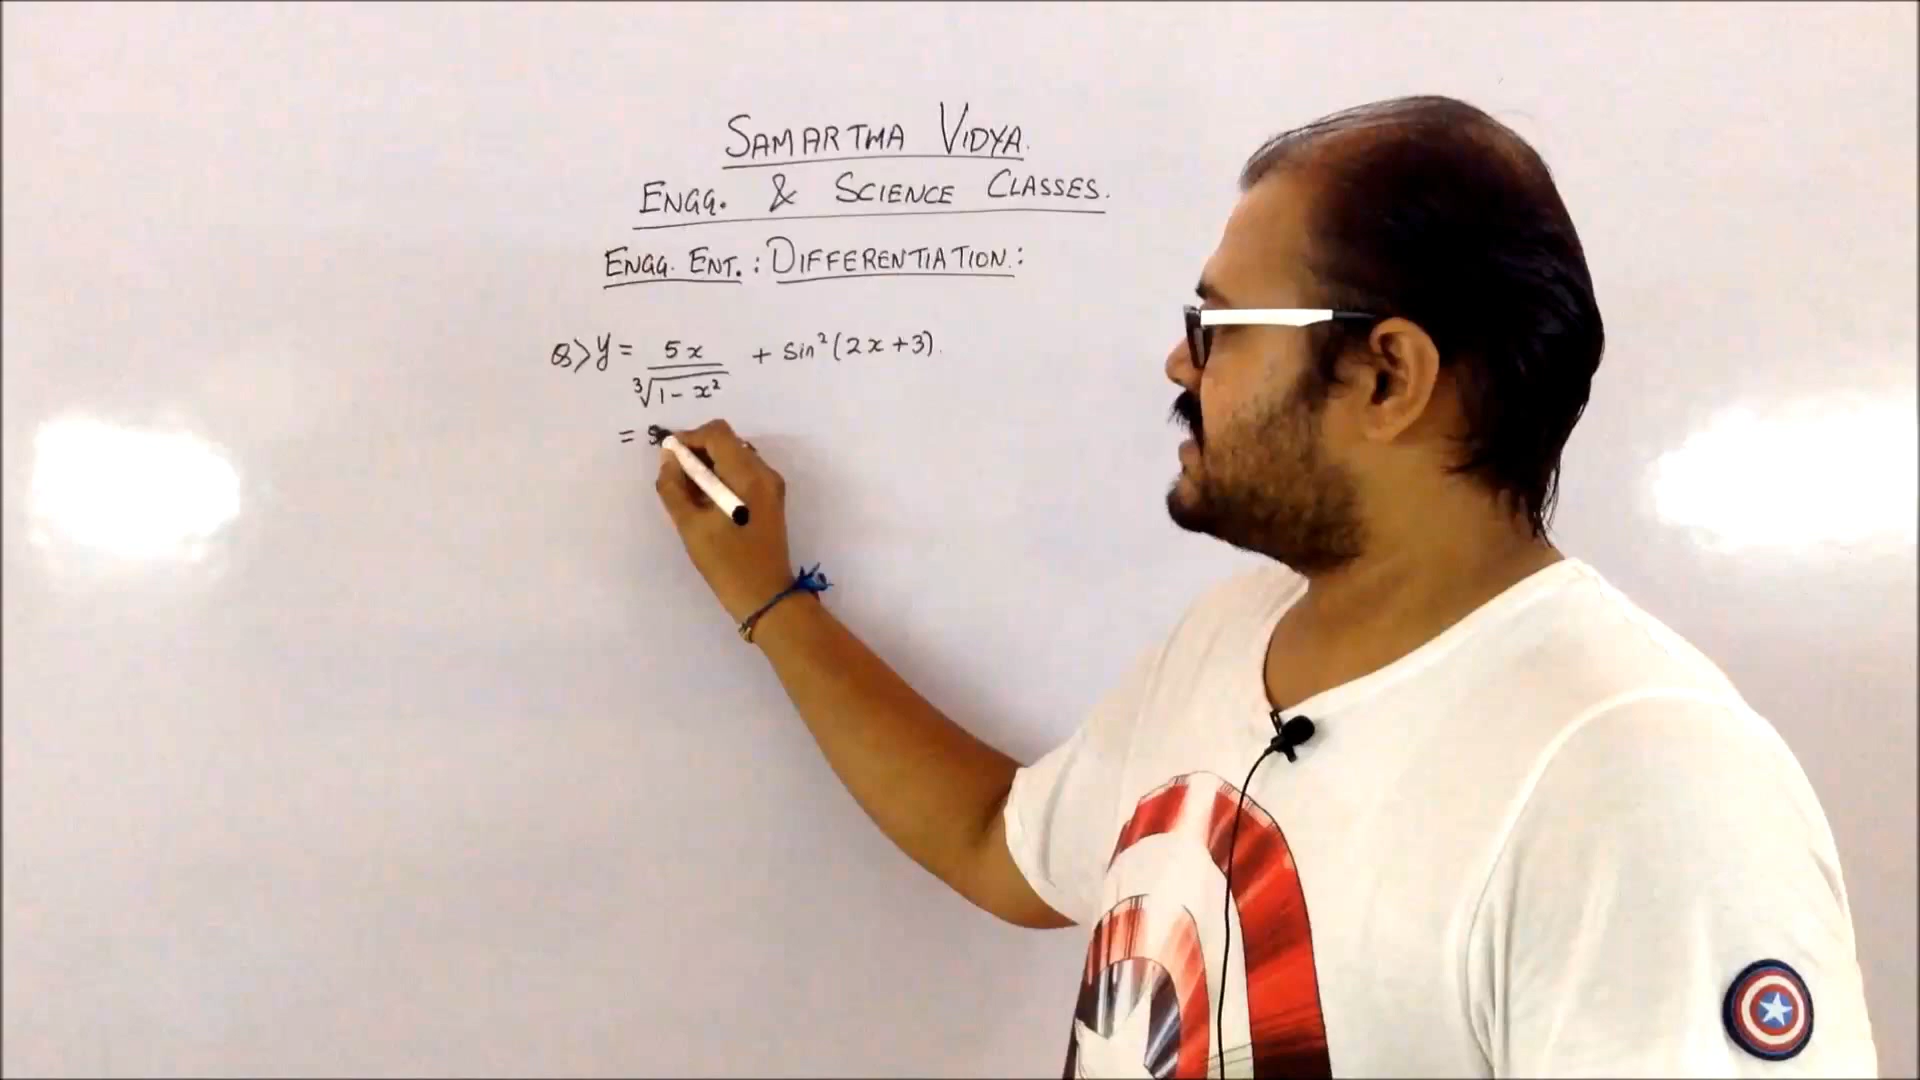 SAMARTHA VIDYA.
ENGG. & SCIENCE CLASSES.
ENGG. ENT. : DIFFERENTIATION :
Q> y = 5x / ∛(1 - x²) + sin²(2x+3).
=